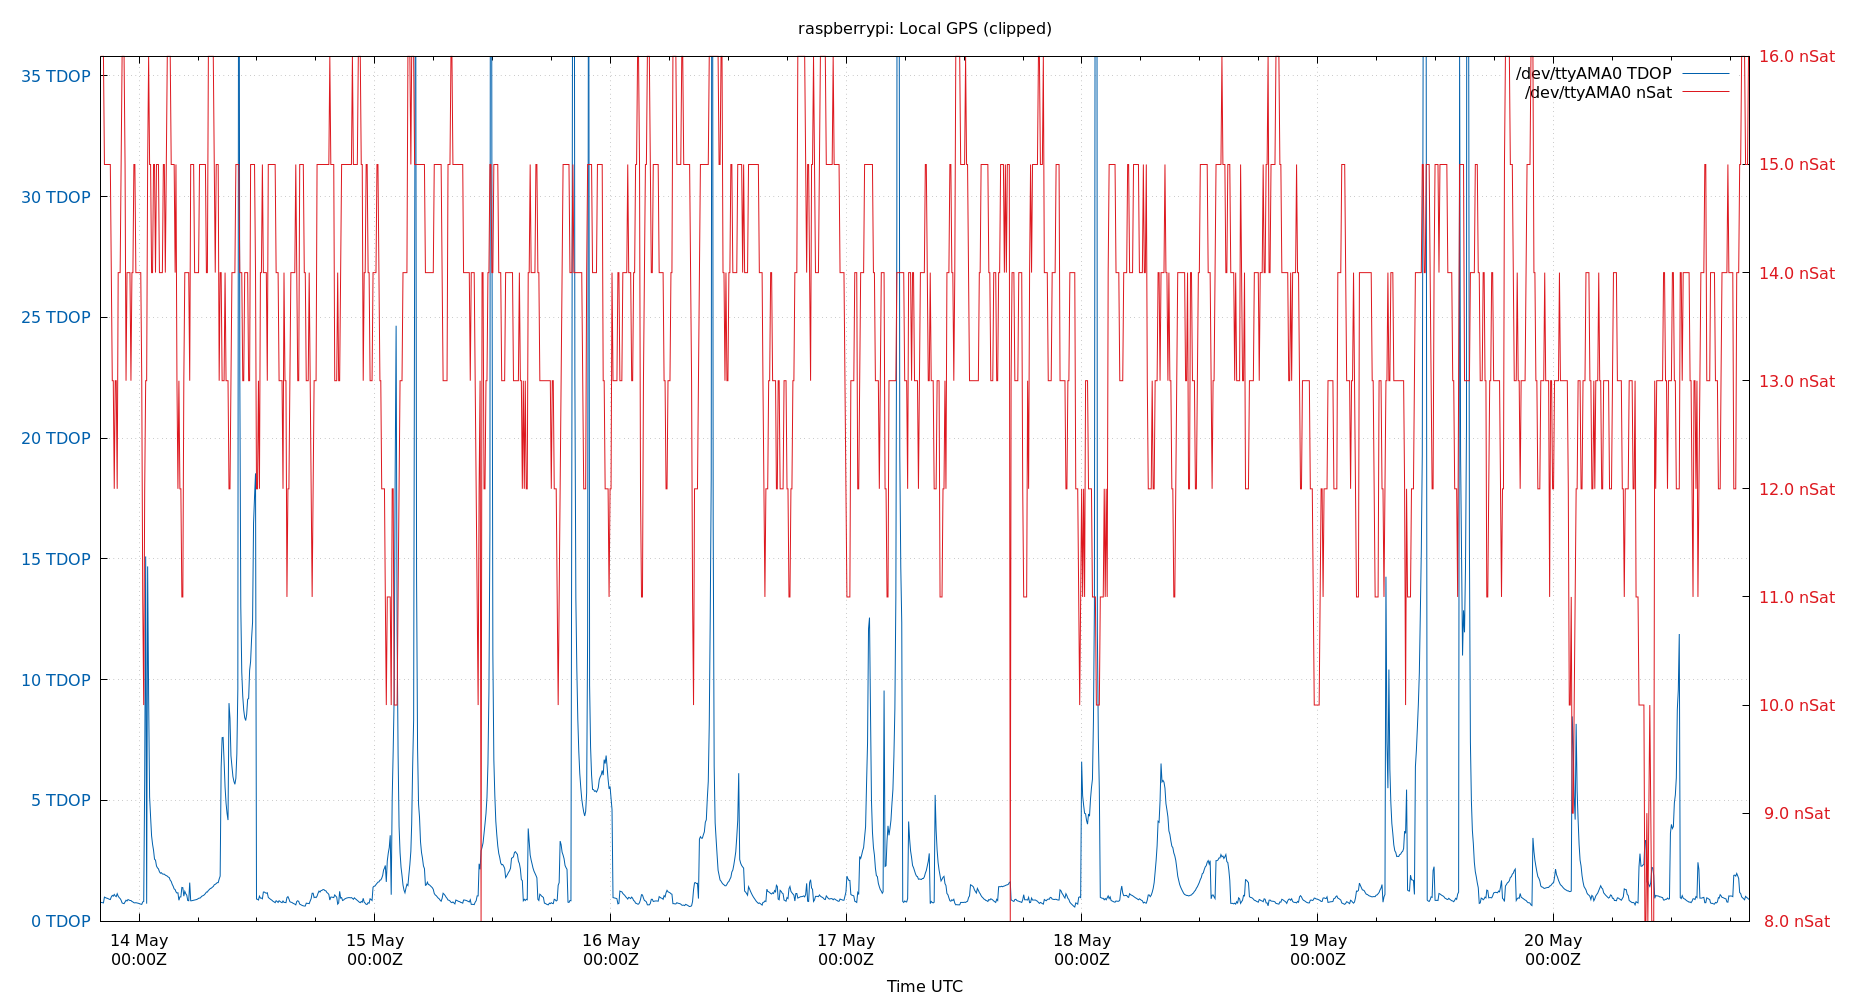 raspberrypi: Local GPS (clipped)
/dev/ttyAMA0 TDOP
/dev/ttyAMA0 nSat
35 TDOP
30 TDOP
25 TDOP
20 TDOP
15 TDOP
10 TDOP
5 TDOP
0 TDOP
16.0 nSat
15.0 nSat
14.0 nSat
13.0 nSat
12.0 nSat
11.0 nSat
10.0 nSat
9.0 nSat
8.0 nSat
14 May 15 May 16 May 17 May 18 May 19 May 20 May
00:00Z 00:00Z 00:00Z 00:00Z 00:00Z 00:00Z 00:00Z
Time UTC